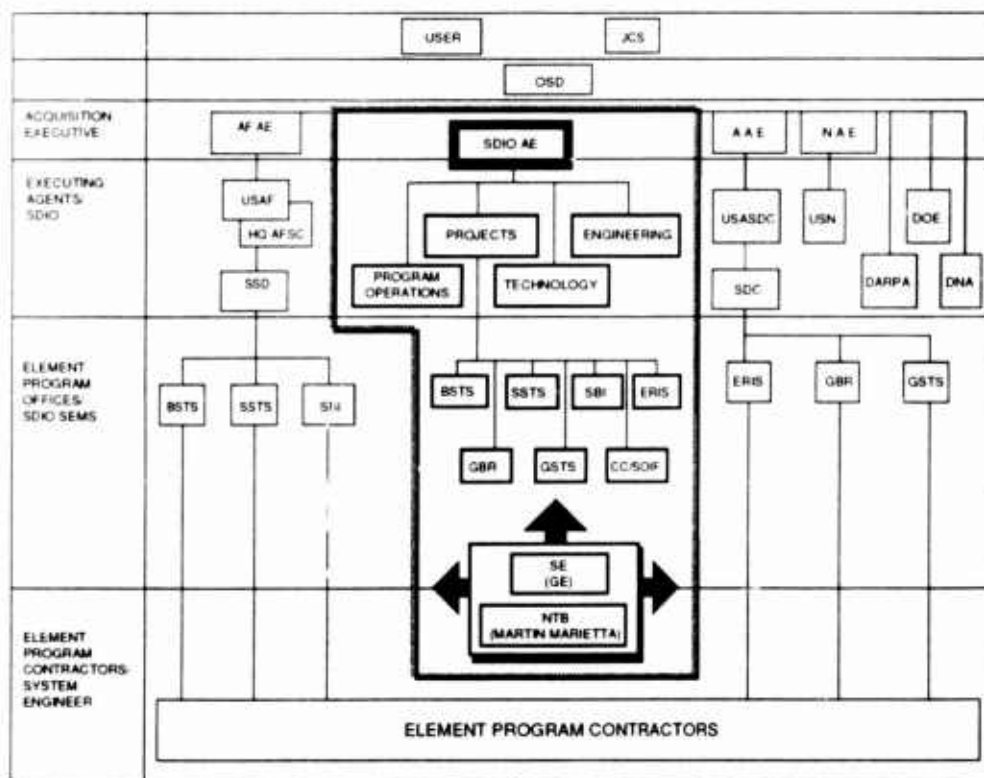 USER
JCS
OSD
ACQUISITION
EXECUTIVE
AF AE
SDIO AE
A A E
N A E
EXECUTING
AGENTS/
SDIO
USAF
HQ AFSC
SSD
PROJECTS
ENGINEERING
PROGRAM
OPERATIONS
TECHNOLOGY
USASDC
USN
DOE
SDC
DARPA
DNA
ELEMENT
PROGRAM
OFFICES/
SDIO SEMS
BSTS
SSTS
BSTS
SSTS
SBI
ERIS
GBR
GSTS
CC/SOIF
ERIS
GBR
GSTS
SE
(GE)
NTB
(MARTIN MARIETTA)
ELEMENT
PROGRAM
CONTRACTORS/
SYSTEM
ENGINEER
ELEMENT PROGRAM CONTRACTORS